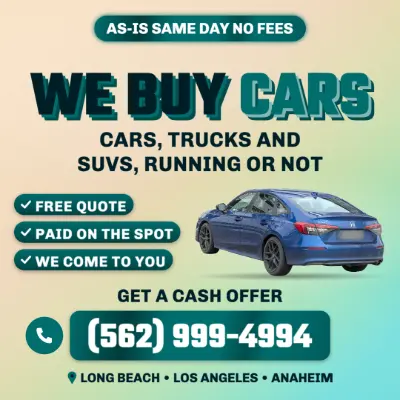 AS-IS SAME DAY NO FEES
WE BUY CARS
CARS, TRUCKS AND
SUVS, RUNNING OR NOT
FREE QUOTE
PAID ON THE SPOT
WE COME TO YOU
GET A CASH OFFER
(562) 999-4994
LONG BEACH • LOS ANGELES • ANAHEIM